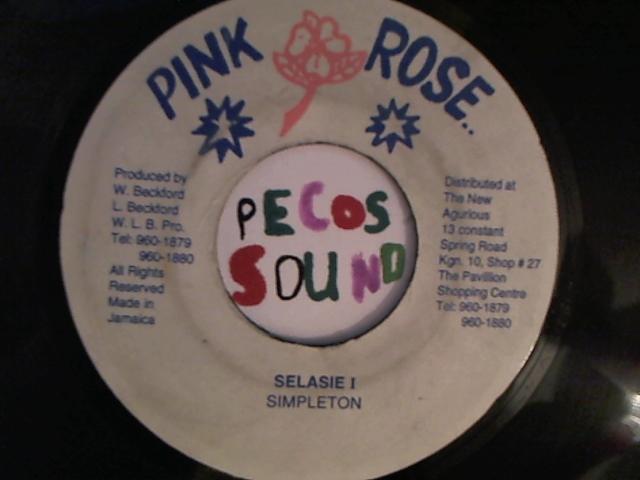 PINK ROSE..
Produced by
W. Beckford
L. Beckford
W. L. B. Pro.
Tel: 960-1879
960-1880
All Rights
Reserved
Made in
Jamaica
PECOS
SOUND
Distributed at
The New
Agurious
13 constant
Spring Road
Kgn. 10, Shop # 27
The Pavillion
Shopping Centre
Tel: 960-1879
960-1880
SELASIE I
SIMPLETON